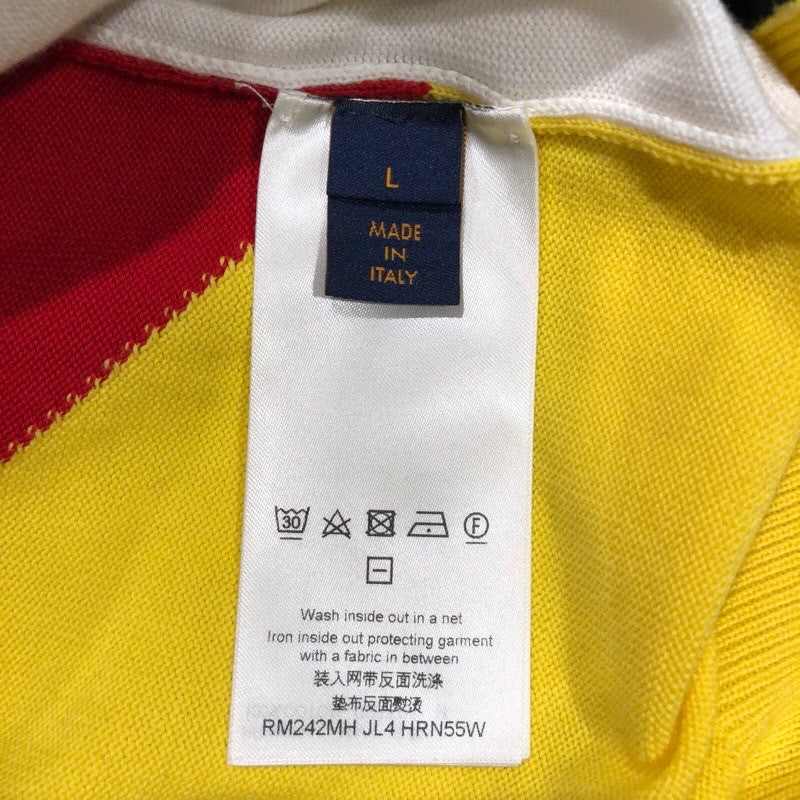 L
MADE
IN
ITALY
30
F
Wash inside out in a net
Iron inside out protecting garment
with a fabric in between
装入网带反面洗涤
垫布反面熨烫
RM242MH JL4 HRN55W